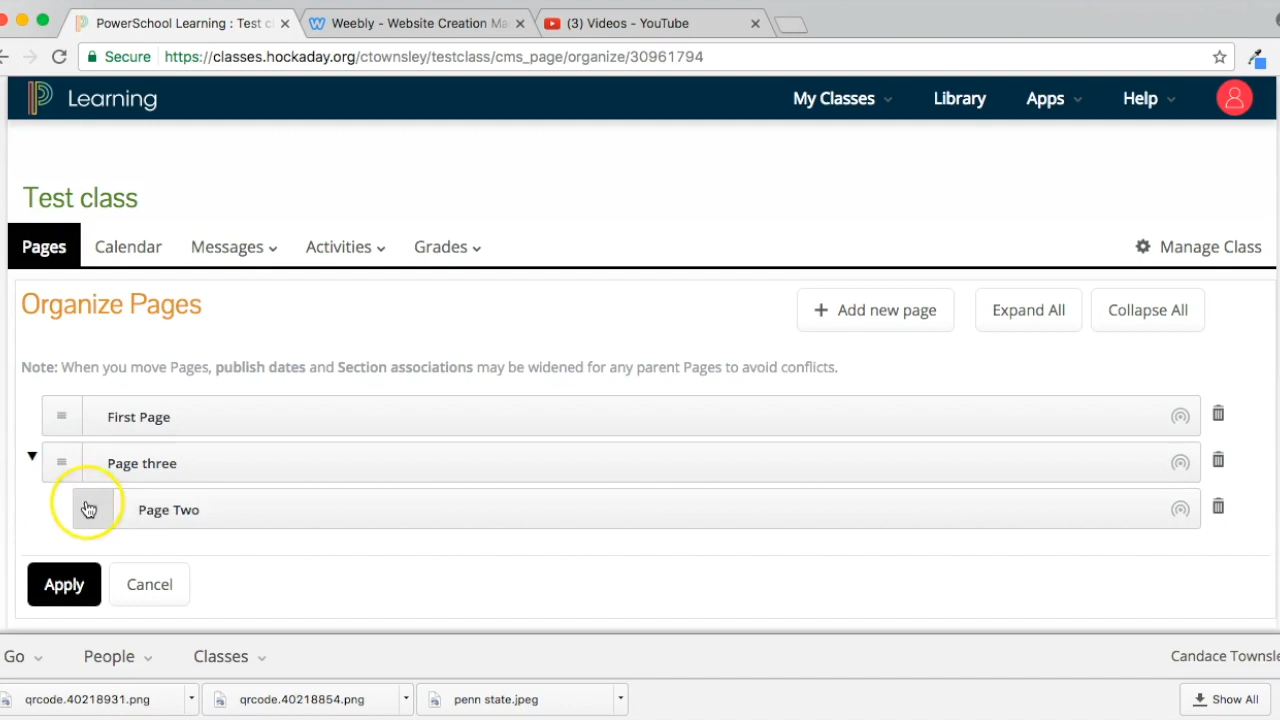 PowerSchool Learning : Test c
Weebly - Website Creation Ma
(3) Videos - YouTube
Secure
https://classes.hockaday.org/ctownsley/testclass/cms_page/organize/30961794
Learning
My Classes
Library
Apps
Help
Test class
Pages
Calendar
Messages
Activities
Grades
Manage Class
Organize Pages
+ Add new page
Expand All
Collapse All
Note: When you move Pages, publish dates and Section associations may be widened for any parent Pages to avoid conflicts.
First Page
Page three
Page Two
Apply
Cancel
Go
People
Classes
Candace Townsle
qrcode.40218931.png
qrcode.40218854.png
penn state.jpeg
Show All